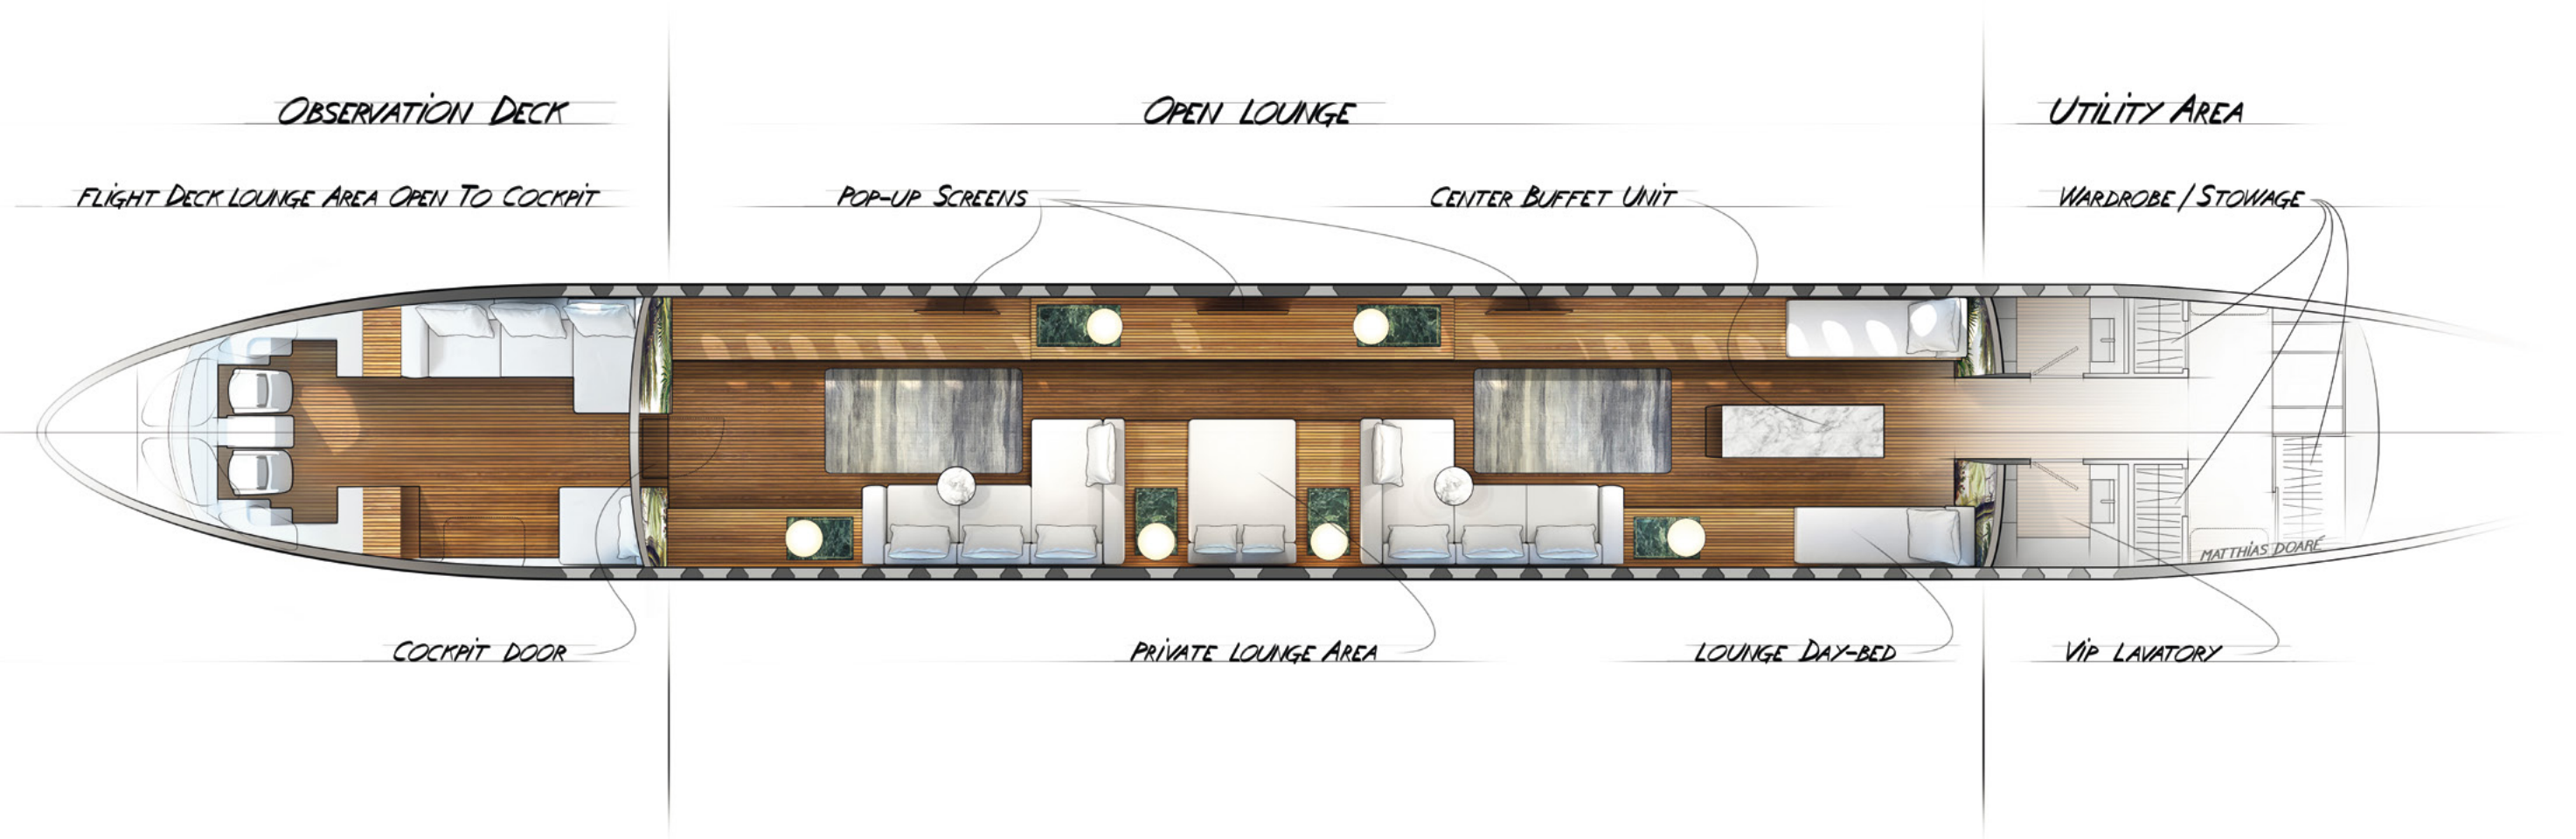 OBSERVATION DECK
OPEN LOUNGE
UTILITY AREA
FLIGHT DECK LOUNGE AREA OPEN TO COCKPIT
POP-UP SCREENS
CENTER BUFFET UNIT
WARDROBE / STOWAGE
MATTHIAS DOARÉ
COCKPIT DOOR
PRIVATE LOUNGE AREA
LOUNGE DAY-BED
VIP LAVATORY